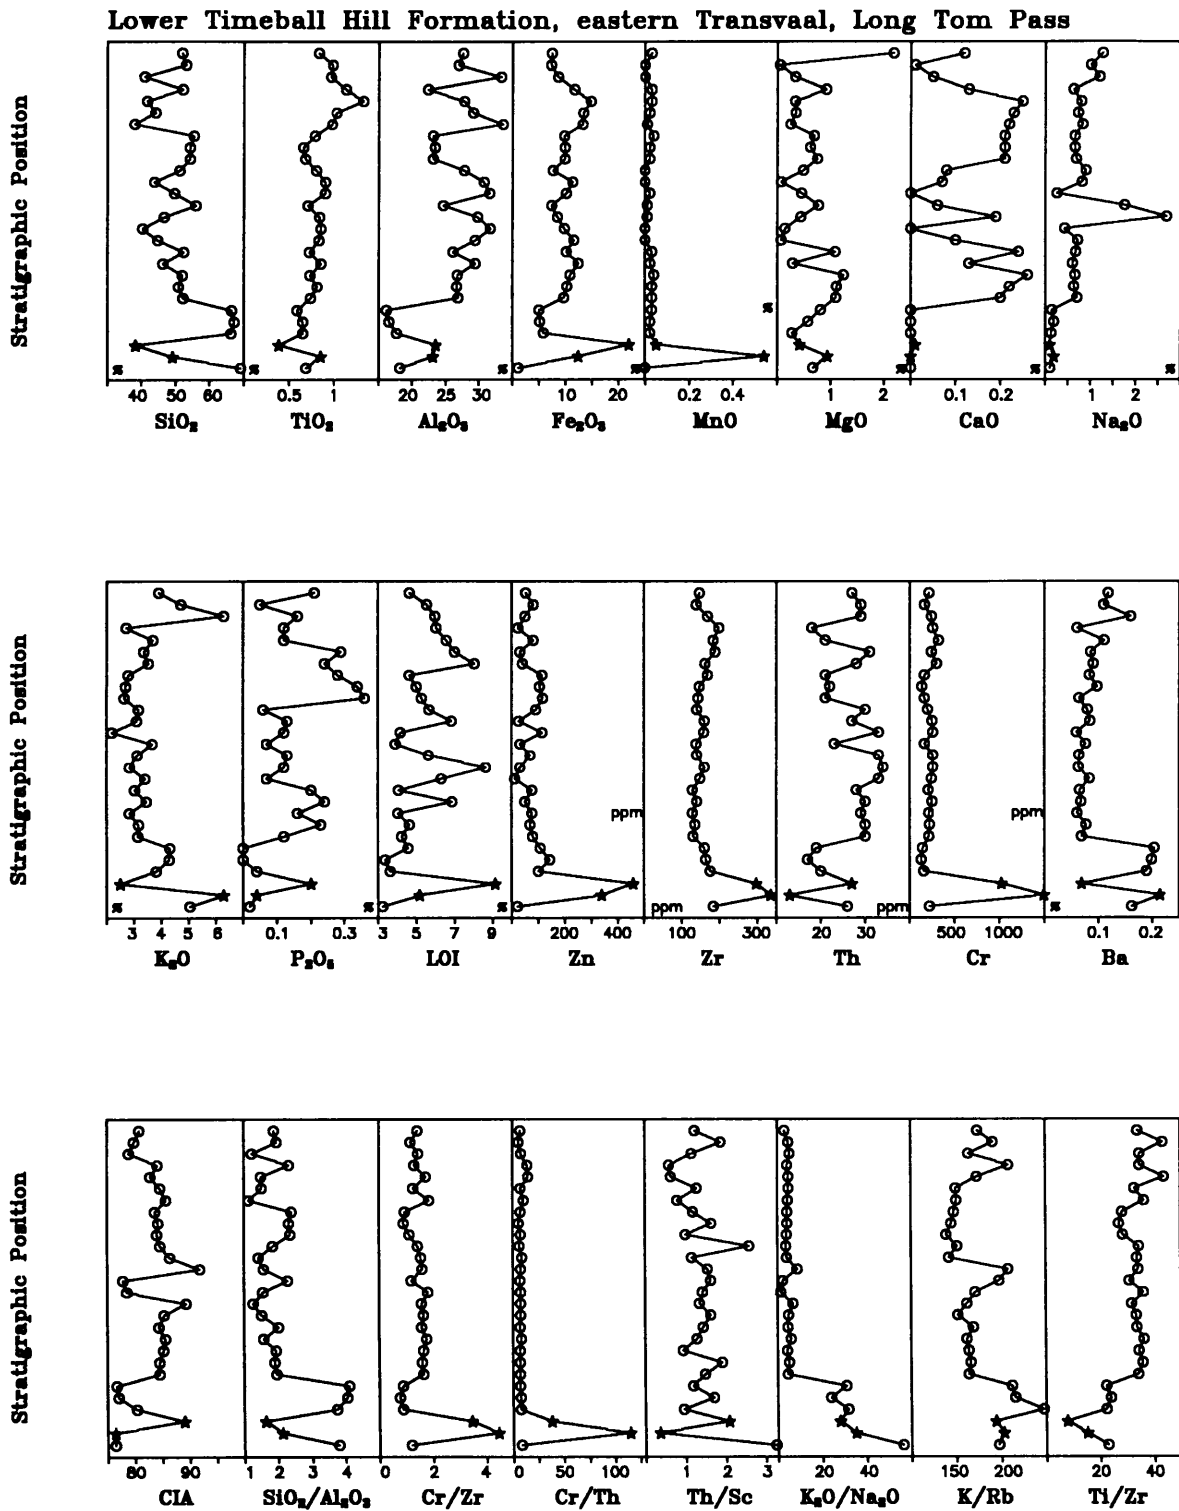 Lower Timeball Hill Formation, eastern Transvaal, Long Tom Pass
Stratigraphic Position
% % % % % % % %
40 50 60 0.5 1 20 30 10 20 0 0.2 0.4 1 2 0.1 0.2 1 2
SiO₂ TiO₂ Al₂O₃ Fe₂O₃ MnO MgO CaO Na₂O
Stratigraphic Position
ppm ppm
% % % ppm ppm %
3 4 5 6 0.1 0.3 3 5 7 9 0 200 400 100 300 20 40 500 1000 0.1 0.2
K₂O P₂O₅ LOI Zn Zr Th Cr Ba
Stratigraphic Position
80 90 0 1 2 3 4 0 2 4 0 50 100 1 2 3 0 20 40 150 200 20 40
CIA SiO₂/Al₂O₃ Cr/Zr Cr/Th Th/Sc K₂O/Na₂O K/Rb Ti/Zr